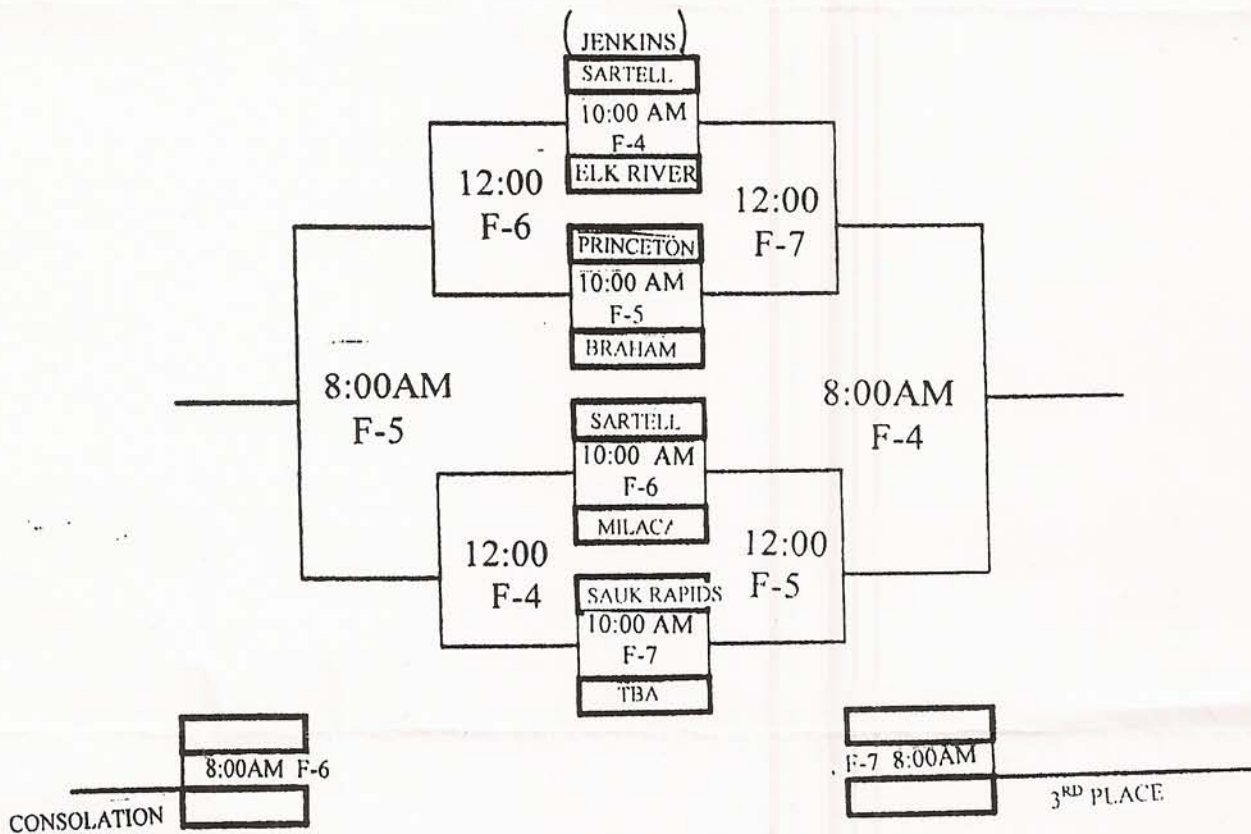 (JENKINS)
SARTELL
10:00 AM
F-4
ELK RIVER
12:00
F-6
12:00
F-7
PRINCETON
10:00 AM
F-5
BRAHAM
8:00AM
F-5
8:00AM
F-4
SARTELL
10:00 AM
F-6
MILACA
12:00
F-4
12:00
F-5
SAUK RAPIDS
10:00 AM
F-7
TBA
8:00AM F-6
CONSOLATION
F-7 8:00AM
3RD PLACE